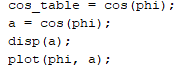 cos_table = cos(phi);
a = cos(phi);
disp(a);
plot(phi, a);